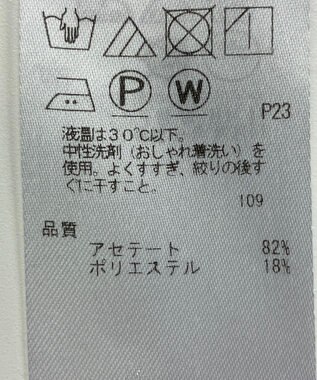 P W
P23
液温は30℃以下。
中性洗剤(おしゃれ着洗い)を
使用。よくすすぎ、絞りの後す
ぐに干すこと。
109
品質
アセテート 82%
ポリエステル 18%